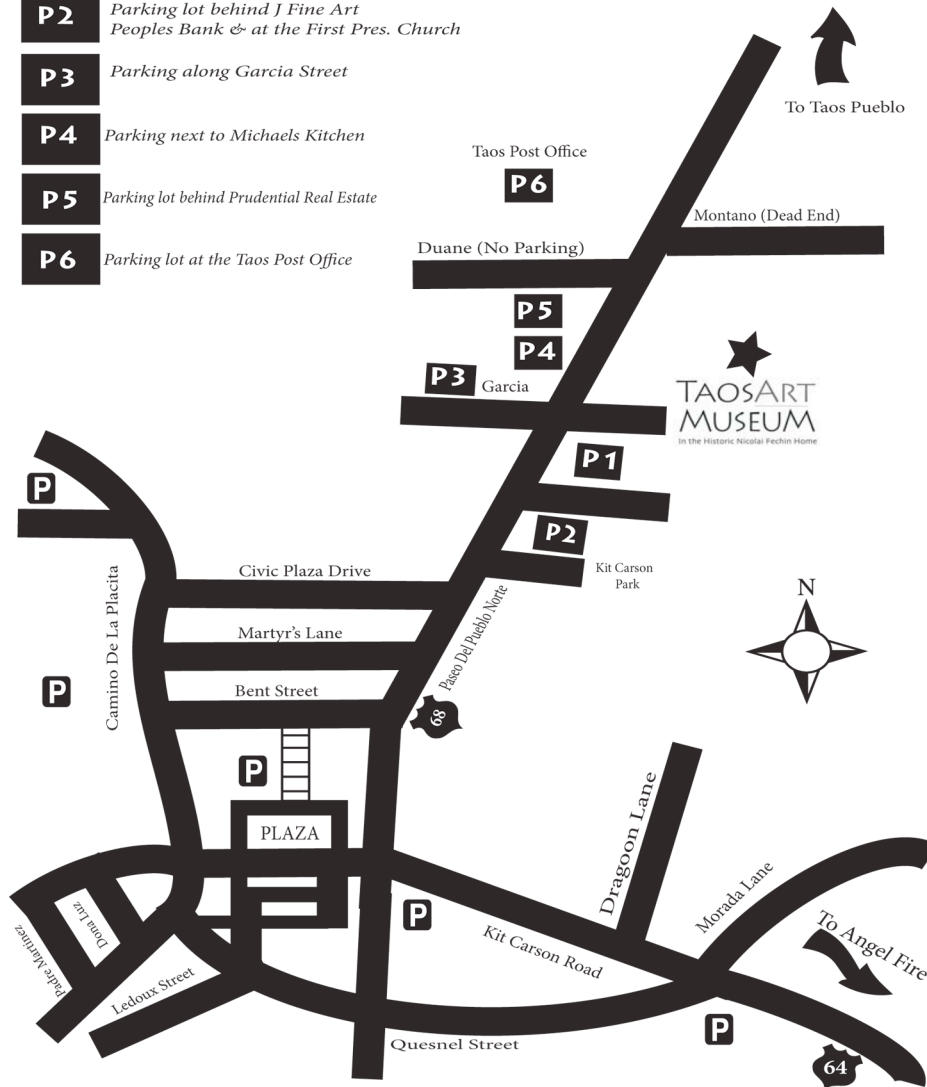 P2 Parking lot behind J Fine Art
Peoples Bank & at the First Pres. Church
P3 Parking along Garcia Street
P4 Parking next to Michaels Kitchen
P5 Parking lot behind Prudential Real Estate
P6 Parking lot at the Taos Post Office
To Taos Pueblo
Taos Post Office
P6
Montano (Dead End)
Duane (No Parking)
P5
P4
P3
Garcia
TAOSART
MUSEUM
In the Historic Nicolai Fechin Home
P1
P
P2
Kit Carson
Park
Civic Plaza Drive
Camino De La Placita
Paseo Del Pueblo Norte
N
Martyr's Lane
P
Bent Street
68
P
PLAZA
Dragoon Lane
Morada Lane
P
Dona Luz
Padre Martinez
Kit Carson Road
To Angel Fire
Ledoux Street
P
Quesnel Street
64